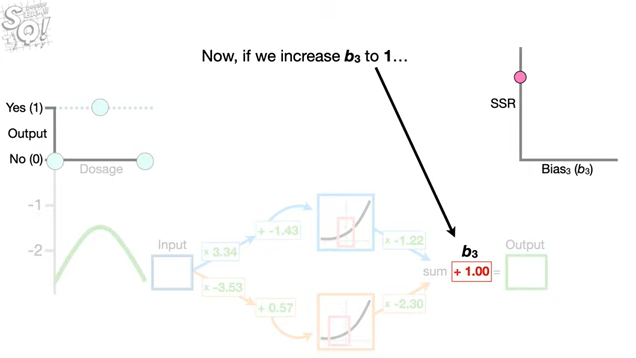 SQ!
Now, if we increase b₃ to 1…
Yes (1)
Output
No (0)
Dosage
-1
-2
SSR
Bias₃ (b₃)
Input
x 3.34
+ -1.43
x -1.22
x -3.53
+ 0.57
x -2.30
b₃
sum + 1.00 =
Output